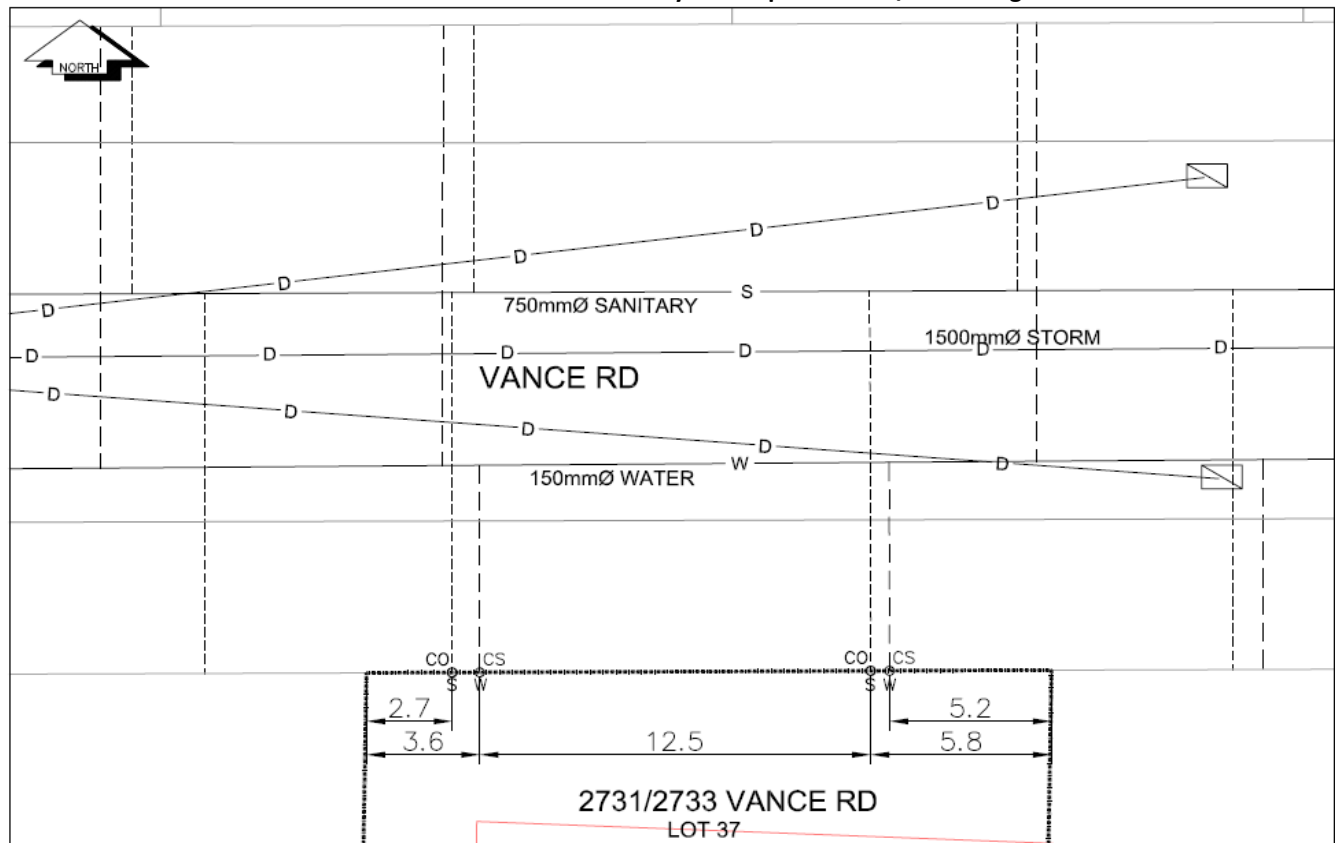 NORTH
D
D
D
D
D
750mmØ SANITARY
S
1500mmØ STORM
D
D
D
D
D
D
VANCE RD
D
D
D
D
D
150mmØ WATER
W
CO
CS
CO
CS
S
W
S
W
2.7
5.2
3.6
12.5
5.8
2731/2733 VANCE RD
LOT 37